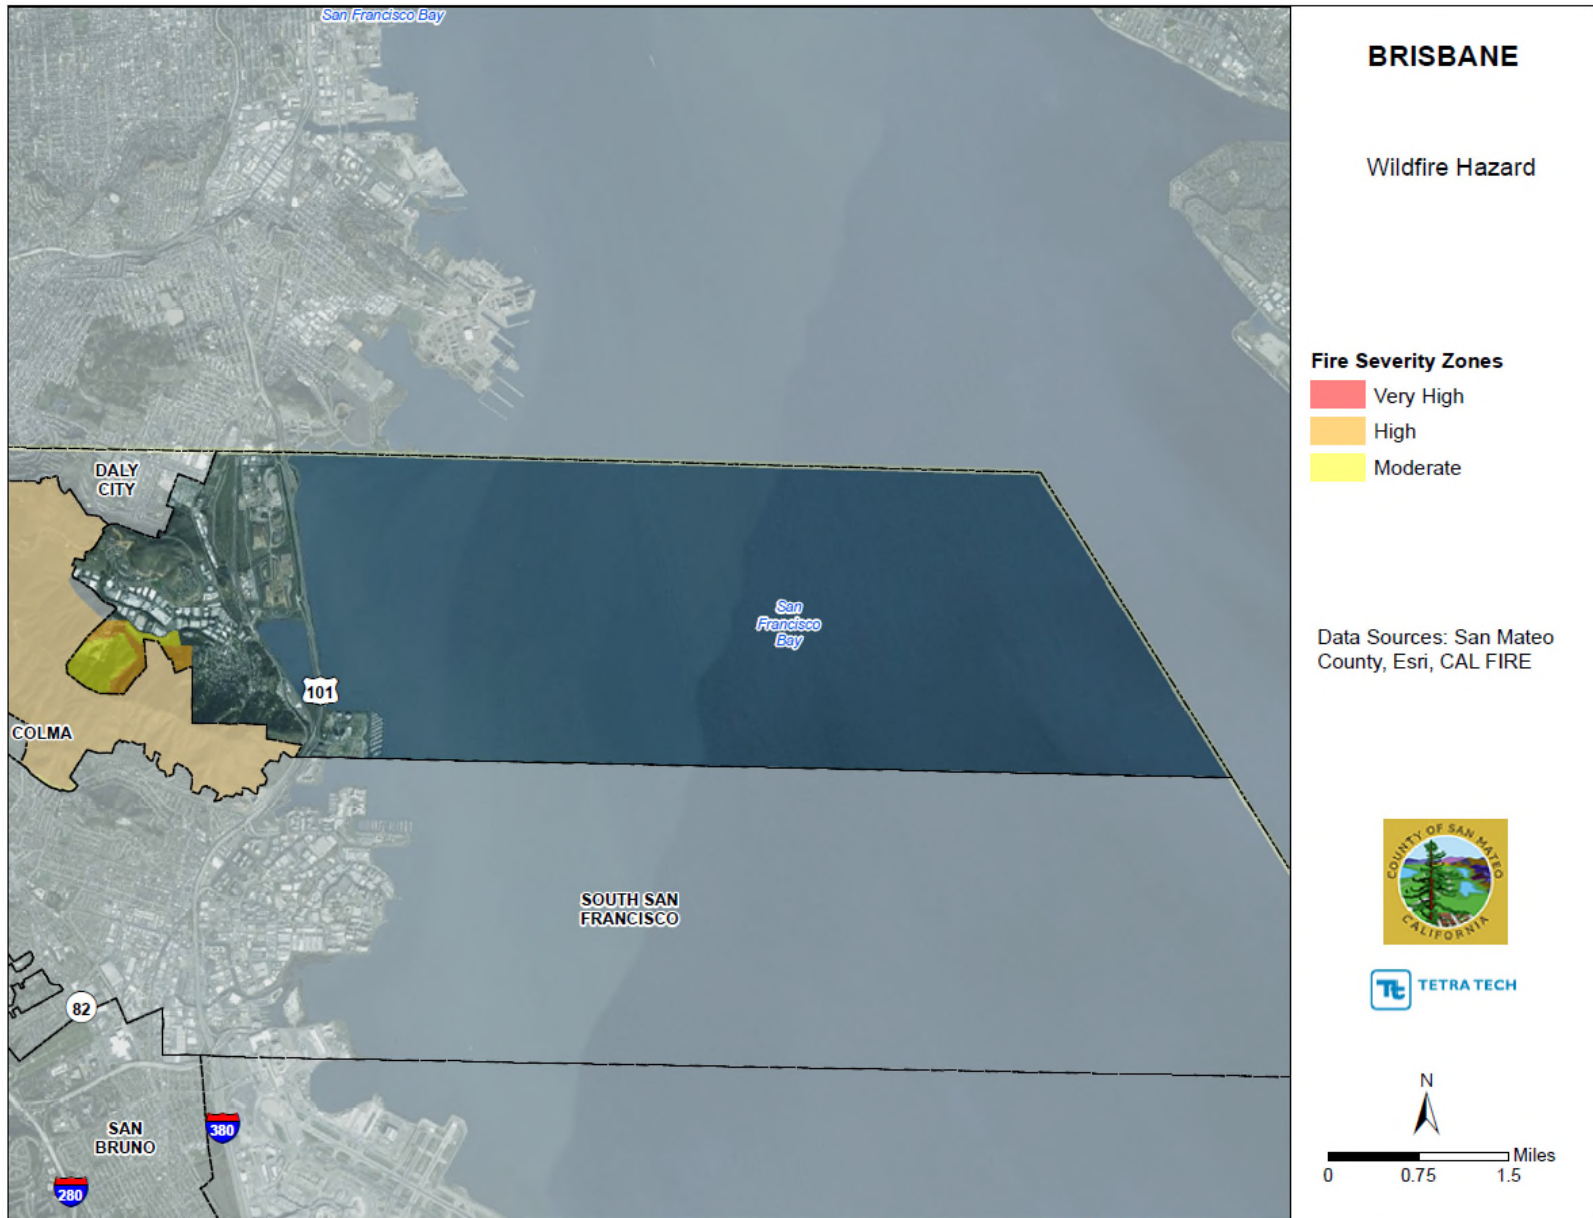 San Francisco Bay
BRISBANE
Wildfire Hazard
Fire Severity Zones
Very High
High
Moderate
DALY
CITY
San
Francisco
Bay
Data Sources: San Mateo
County, Esri, CAL FIRE
101
COLMA
COUNTY OF SAN MATEO
CALIFORNIA
SOUTH SAN
FRANCISCO
Tt TETRA TECH
82
N
SAN
BRUNO
380
280
Miles
0 0.75 1.5